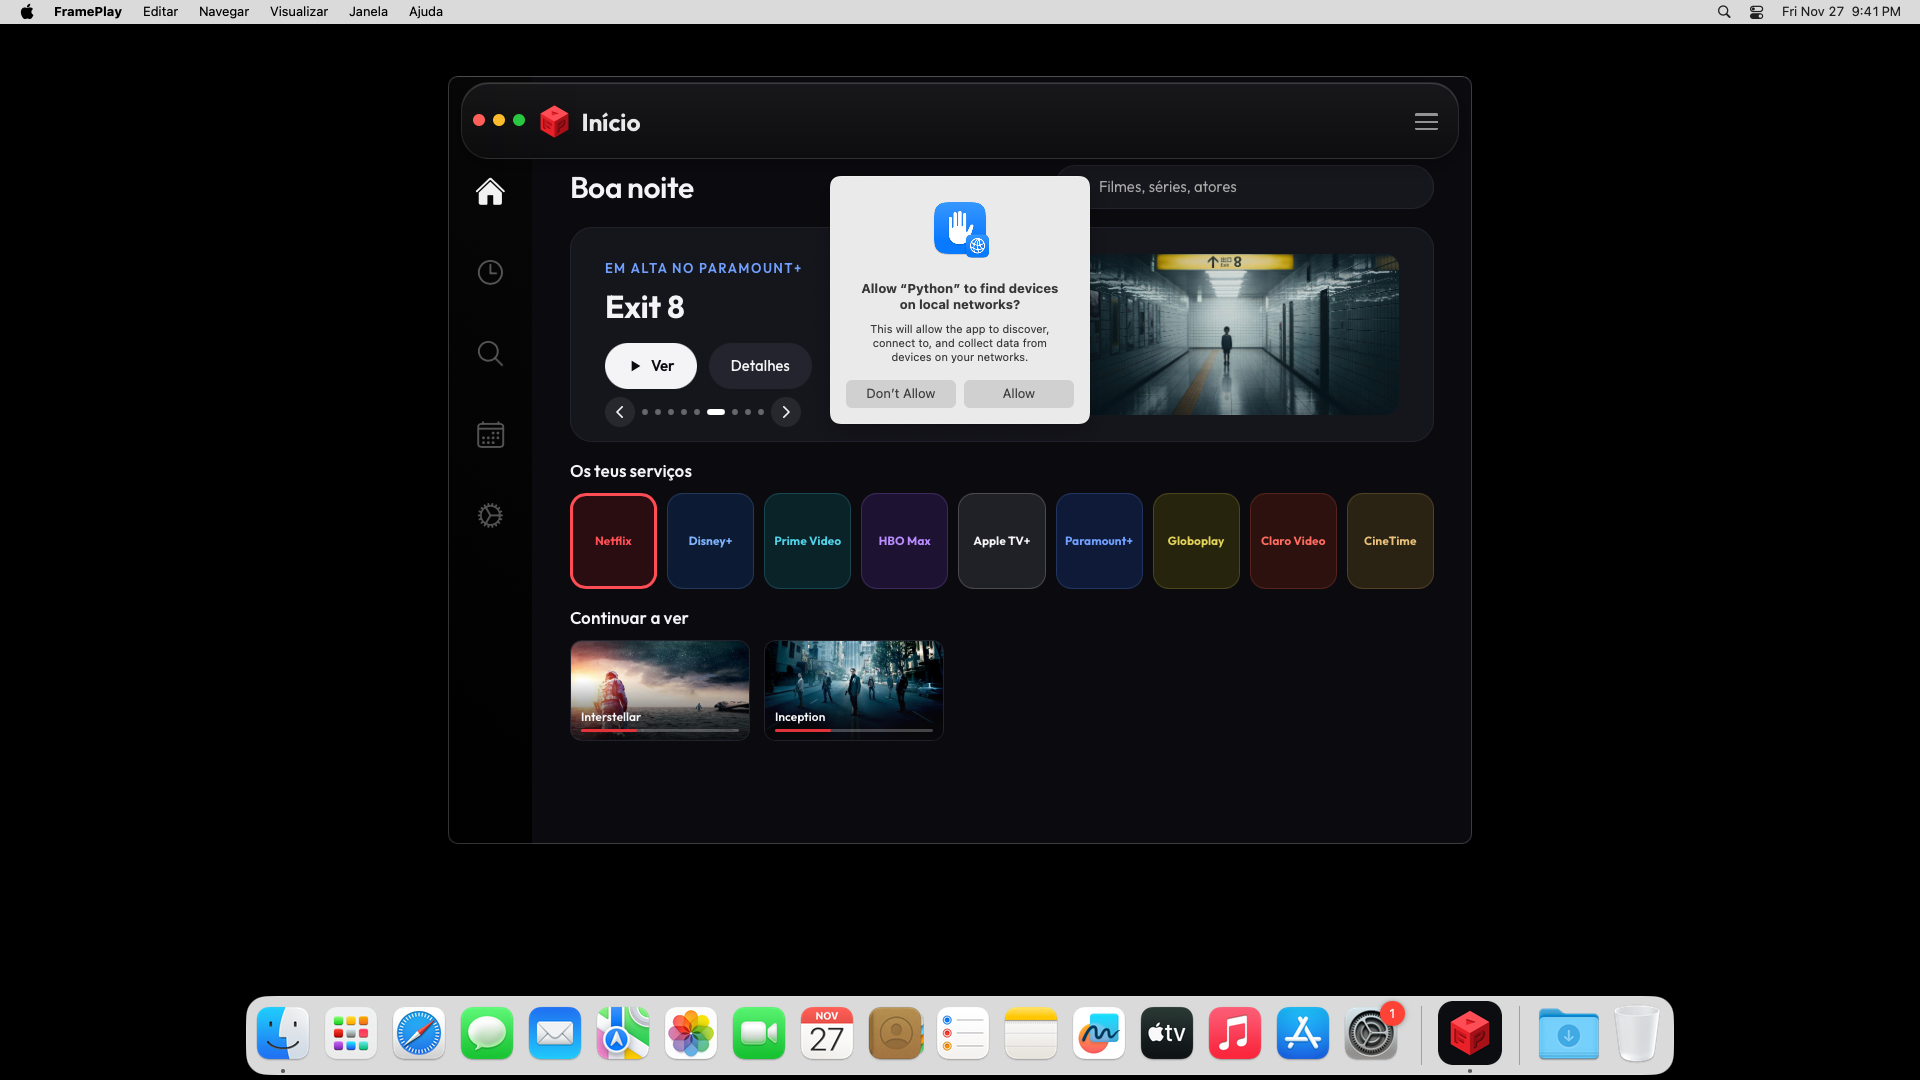 FramePlay Editar Navegar Visualizar Janela Ajuda
Fri Nov 27 9:41 PM
Início
Boa noite
Filmes, séries, atores
EM ALTA NO PARAMOUNT+
Exit 8
Ver
Detalhes
8
Allow “Python” to find devices
on local networks?
This will allow the app to discover,
connect to, and collect data from
devices on your networks.
Don’t Allow
Allow
Os teus serviços
Netflix
Disney+
Prime Video
HBO Max
Apple TV+
Paramount+
Globoplay
Claro Video
CineTime
Continuar a ver
Interstellar
Inception
NOV
27
tv
1